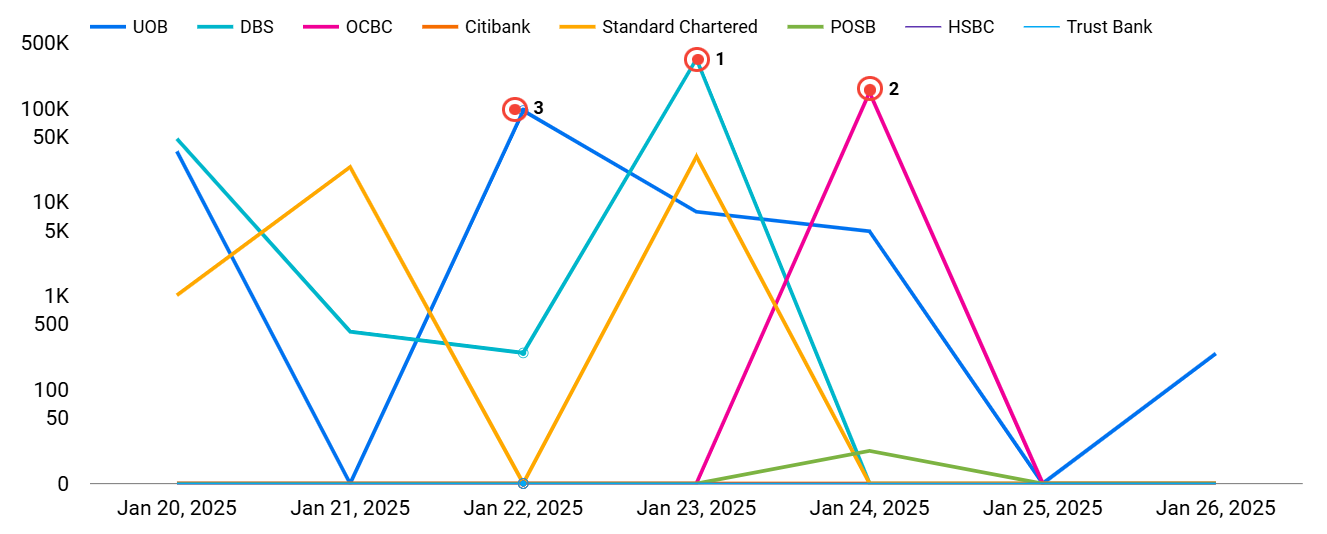 UOB DBS OCBC Citibank Standard Chartered POSB HSBC Trust Bank
500K
1
2
100K
3
50K
10K
5K
1K
500
100
50
0
Jan 20, 2025 Jan 21, 2025 Jan 22, 2025 Jan 23, 2025 Jan 24, 2025 Jan 25, 2025 Jan 26, 2025